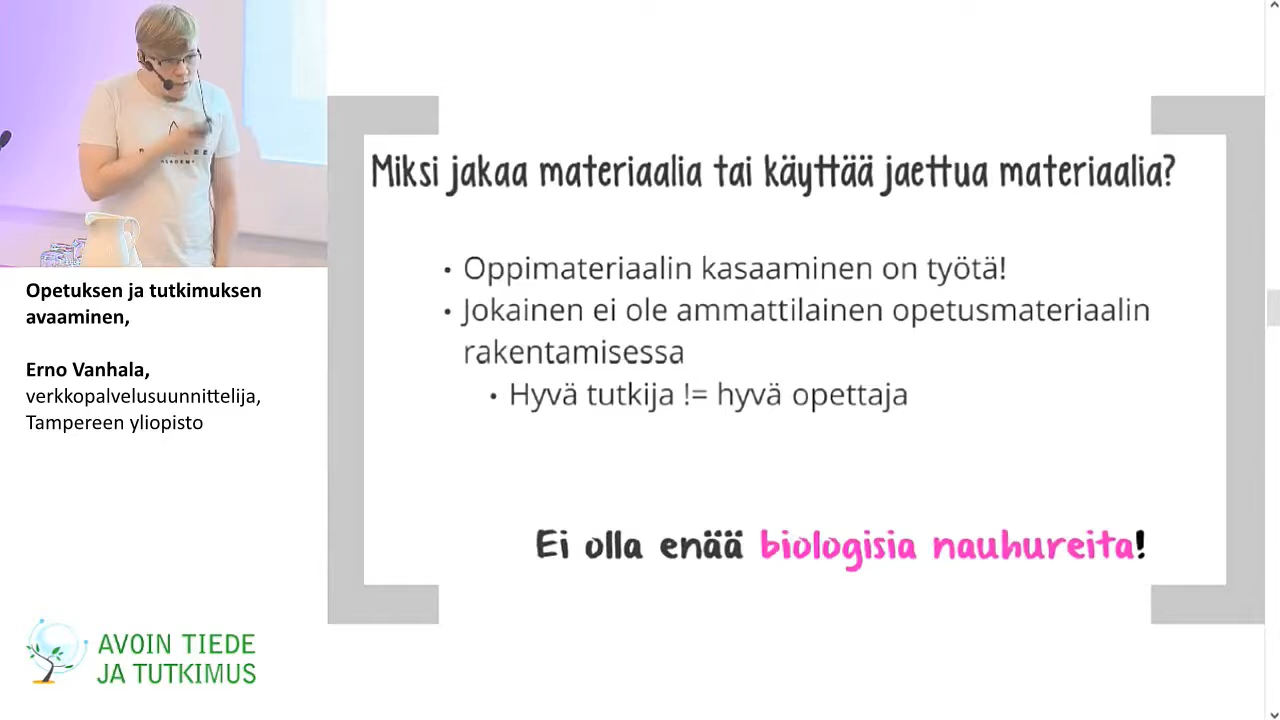 Opetuksen ja tutkimuksen
avaaminen,
Erno Vanhala,
verkkopalvelusuunnittelija,
Tampereen yliopisto
AVOIN TIEDE
JA TUTKIMUS
Miksi jakaa materiaalia tai käyttää jaettua materiaalia?
• Oppimateriaalin kasaaminen on työtä!
• Jokainen ei ole ammattilainen opetusmateriaalin
rakentamisessa
• Hyvä tutkija != hyvä opettaja
Ei olla enää biologisia nauhureita!